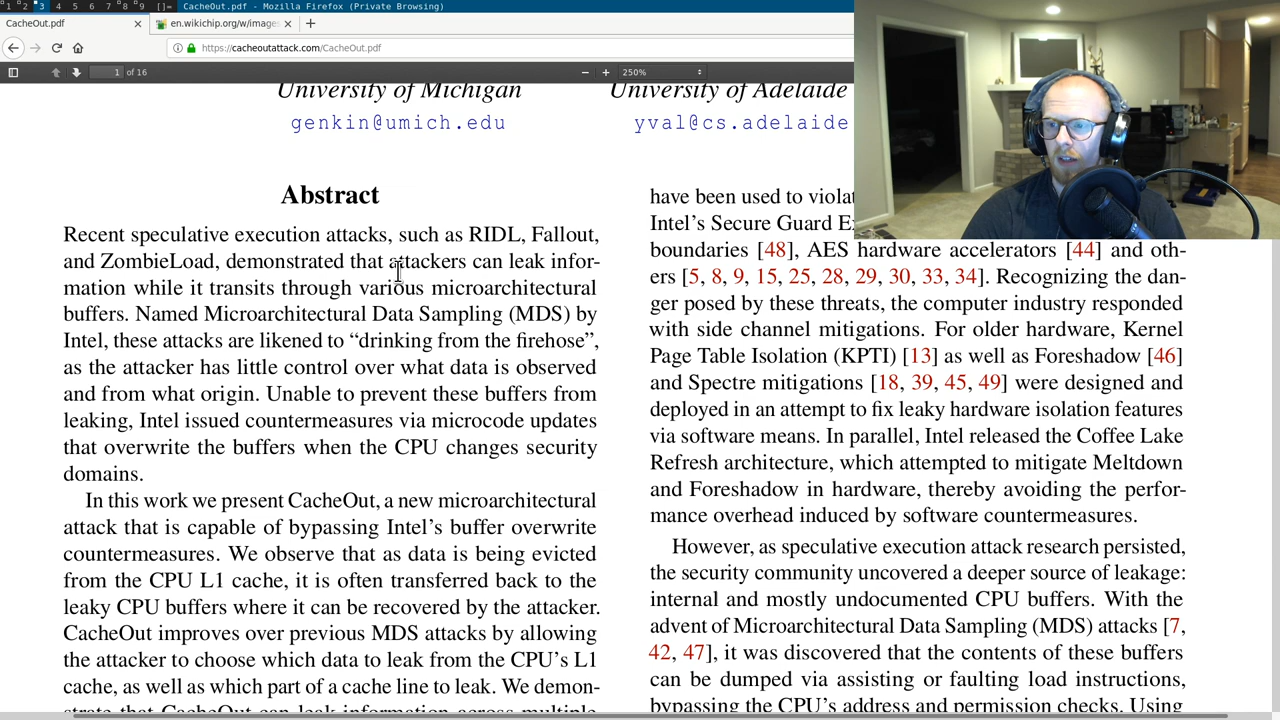 1 2 3 4 5 6 7 8 9 []= CacheOut.pdf - Mozilla Firefox (Private Browsing)
CacheOut.pdf × en.wikichip.org/w/image × +
https://cacheoutattack.com/CacheOut.pdf
1 of 16 − + 250%
University of Michigan University of Adelaide
genkin@umich.edu yval@cs.adelaide
Abstract
Recent speculative execution attacks, such as RIDL, Fallout,
and ZombieLoad, demonstrated that attackers can leak infor-
mation while it transits through various microarchitectural
buffers. Named Microarchitectural Data Sampling (MDS) by
Intel, these attacks are likened to “drinking from the firehose”,
as the attacker has little control over what data is observed
and from what origin. Unable to prevent these buffers from
leaking, Intel issued countermeasures via microcode updates
that overwrite the buffers when the CPU changes security
domains.
In this work we present CacheOut, a new microarchitectural
attack that is capable of bypassing Intel’s buffer overwrite
countermeasures. We observe that as data is being evicted
from the CPU L1 cache, it is often transferred back to the
leaky CPU buffers where it can be recovered by the attacker.
CacheOut improves over previous MDS attacks by allowing
the attacker to choose which data to leak from the CPU’s L1
cache, as well as which part of a cache line to leak. We demon-
strate that CacheOut can leak information across multiple
have been used to violat
Intel’s Secure Guard E
boundaries [48], AES hardware accelerators [44] and oth-
ers [5, 8, 9, 15, 25, 28, 29, 30, 33, 34]. Recognizing the dan-
ger posed by these threats, the computer industry responded
with side channel mitigations. For older hardware, Kernel
Page Table Isolation (KPTI) [13] as well as Foreshadow [46]
and Spectre mitigations [18, 39, 45, 49] were designed and
deployed in an attempt to fix leaky hardware isolation features
via software means. In parallel, Intel released the Coffee Lake
Refresh architecture, which attempted to mitigate Meltdown
and Foreshadow in hardware, thereby avoiding the perfor-
mance overhead induced by software countermeasures.
However, as speculative execution attack research persisted,
the security community uncovered a deeper source of leakage:
internal and mostly undocumented CPU buffers. With the
advent of Microarchitectural Data Sampling (MDS) attacks [7,
42, 47], it was discovered that the contents of these buffers
can be dumped via assisting or faulting load instructions,
bypassing the CPU’s address and permission checks. Using